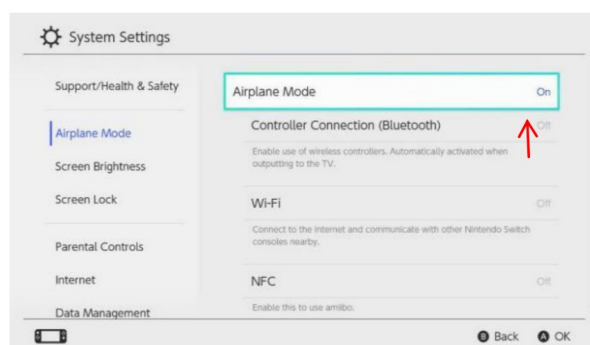 System Settings
Support/Health & Safety
Airplane Mode
Screen Brightness
Screen Lock
Parental Controls
Internet
Data Management
Airplane Mode On
Controller Connection (Bluetooth) Off
Enable use of wireless controllers. Automatically activated when
outputting to the TV.
Wi-Fi Off
Connect to the Internet and communicate with other Nintendo Switch
consoles nearby.
NFC Off
Enable this to use amiibo.
B Back A OK